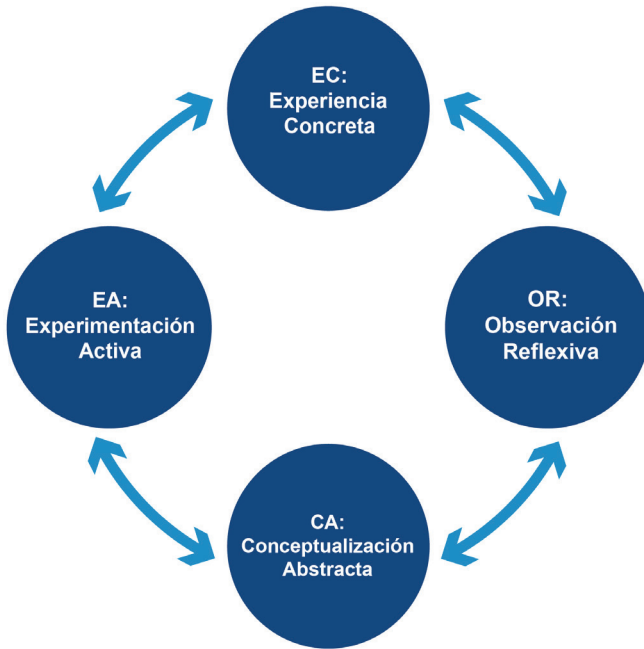 EC:
Experiencia
Concreta
EA:
Experimentación
Activa
OR:
Observación
Reflexiva
CA:
Conceptualización
Abstracta